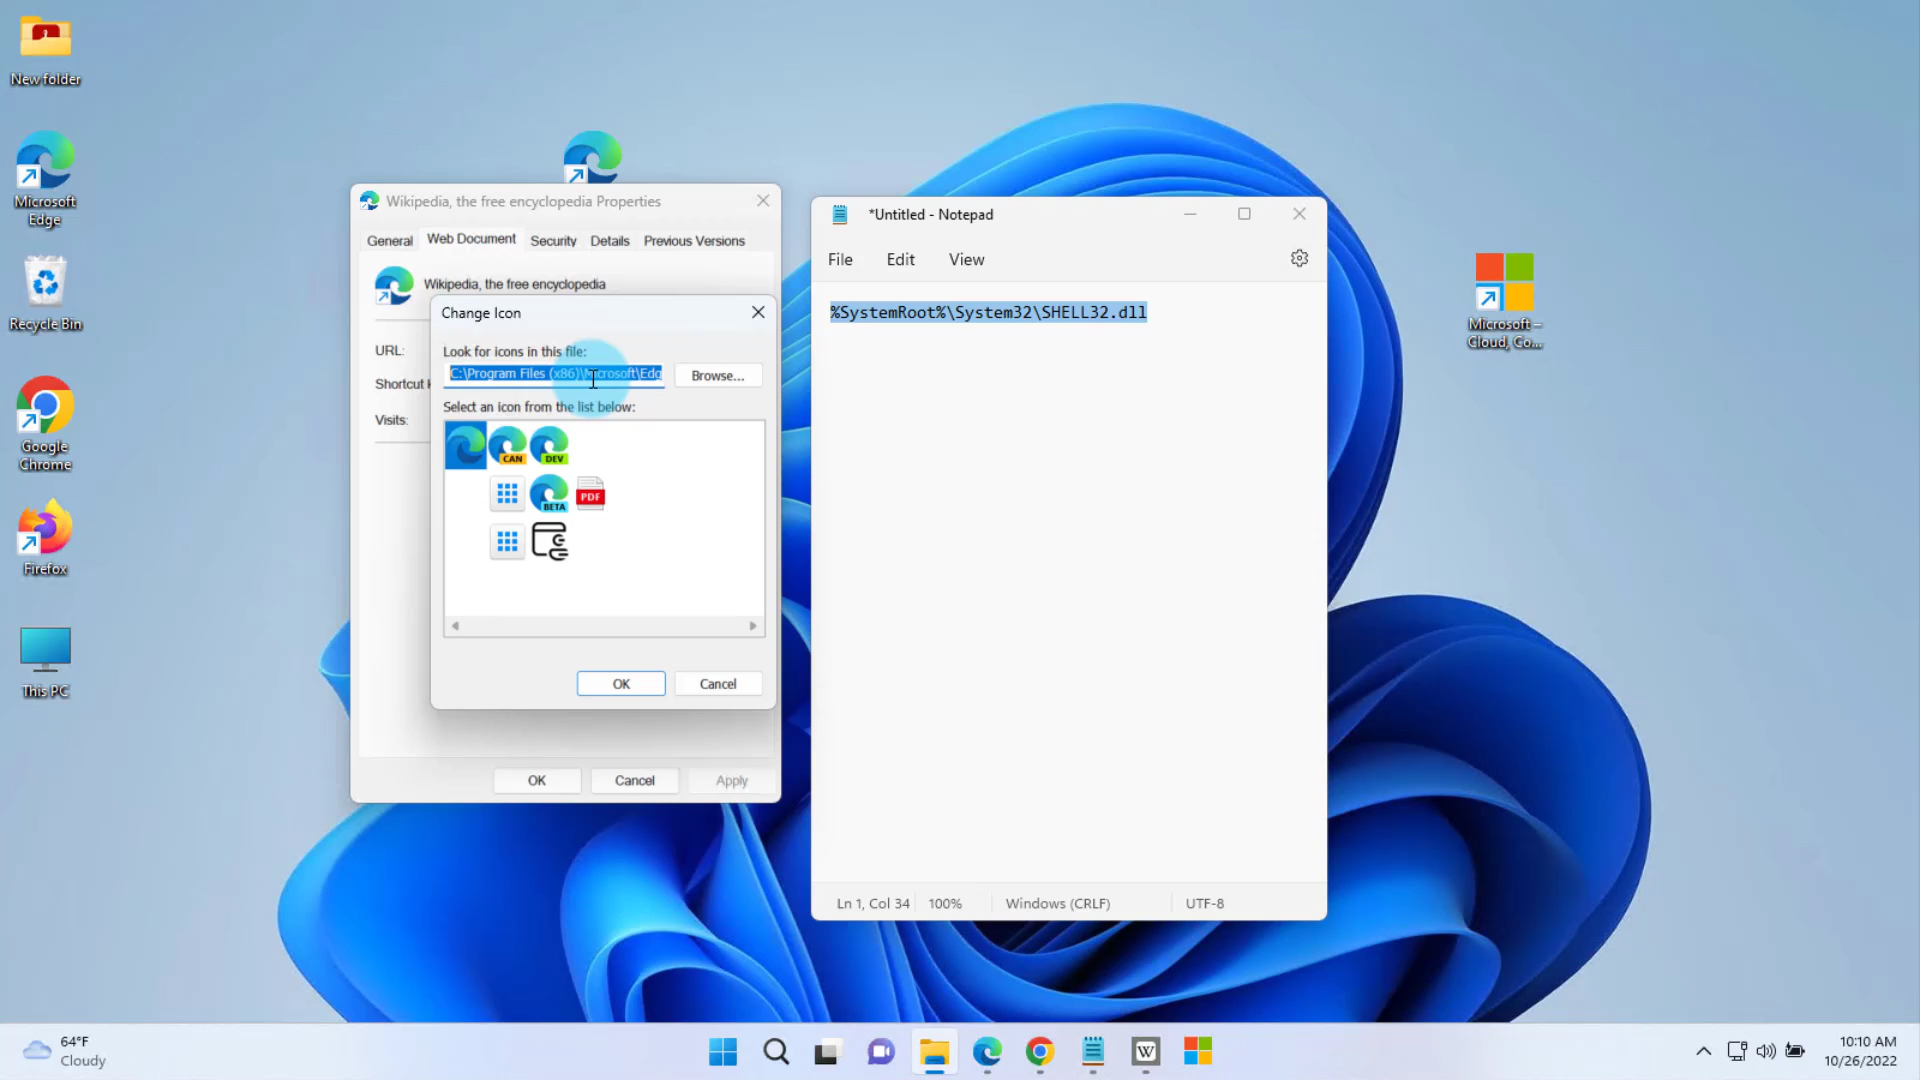 New folder
Microsoft
Edge
Recycle Bin
Google
Chrome
Firefox
This PC
Wikipedia, the free encyclopedia Properties
General
Web Document
Security
Details
Previous Versions
Wikipedia, the free encyclopedia
URL:
Shortcut
Visits:
Change Icon
Look for icons in this file:
C:\Program Files (x86)\Microsoft\Edg
Browse...
Select an icon from the list below:
CAN
DEV
BETA
PDF
OK
Cancel
OK
Cancel
Apply
*Untitled - Notepad
File
Edit
View
%SystemRoot%\System32\SHELL32.dll
Ln 1, Col 34
100%
Windows (CRLF)
UTF-8
Microsoft –
Cloud, Co...
64°F
Cloudy
W
10:10 AM
10/26/2022